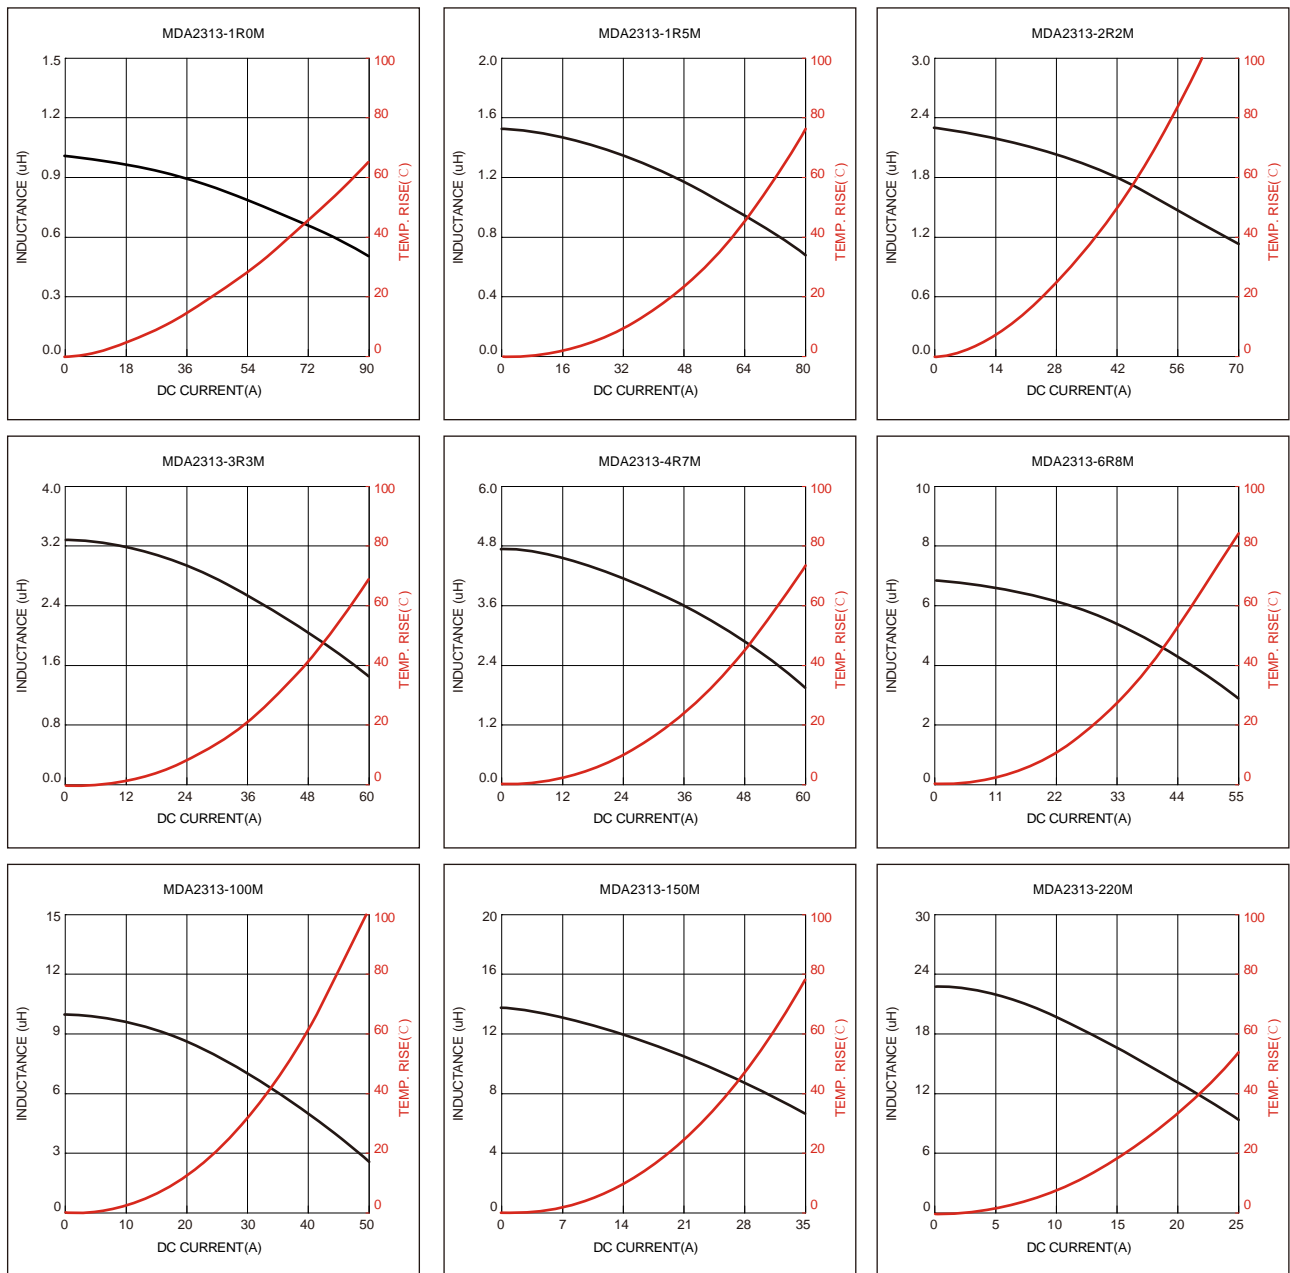 MDA2313-1R0M
INDUCTANCE (uH)
1.5
1.2
0.9
0.6
0.3
0.0
0 18 36 54 72 90
DC CURRENT(A)
100
80
60
40
20
0
TEMP. RISE(℃)
MDA2313-1R5M
INDUCTANCE (uH)
2.0
1.6
1.2
0.8
0.4
0.0
0 16 32 48 64 80
DC CURRENT(A)
100
80
60
40
20
0
TEMP. RISE(℃)
MDA2313-2R2M
INDUCTANCE (uH)
3.0
2.4
1.8
1.2
0.6
0.0
0 14 28 42 56 70
DC CURRENT(A)
100
80
60
40
20
0
TEMP. RISE(℃)
MDA2313-3R3M
INDUCTANCE (uH)
4.0
3.2
2.4
1.6
0.8
0.0
0 12 24 36 48 60
DC CURRENT(A)
100
80
60
40
20
0
TEMP. RISE(℃)
MDA2313-4R7M
INDUCTANCE (uH)
6.0
4.8
3.6
2.4
1.2
0.0
0 12 24 36 48 60
DC CURRENT(A)
100
80
60
40
20
0
TEMP. RISE(℃)
MDA2313-6R8M
INDUCTANCE (uH)
10
8
6
4
2
0
0 11 22 33 44 55
DC CURRENT(A)
100
80
60
40
20
0
TEMP. RISE(℃)
MDA2313-100M
INDUCTANCE (uH)
15
12
9
6
3
0
0 10 20 30 40 50
DC CURRENT(A)
100
80
60
40
20
0
TEMP. RISE(℃)
MDA2313-150M
INDUCTANCE (uH)
20
16
12
8
4
0
0 7 14 21 28 35
DC CURRENT(A)
100
80
60
40
20
0
TEMP. RISE(℃)
MDA2313-220M
INDUCTANCE (uH)
30
24
18
12
6
0
0 5 10 15 20 25
DC CURRENT(A)
100
80
60
40
20
0
TEMP. RISE(℃)